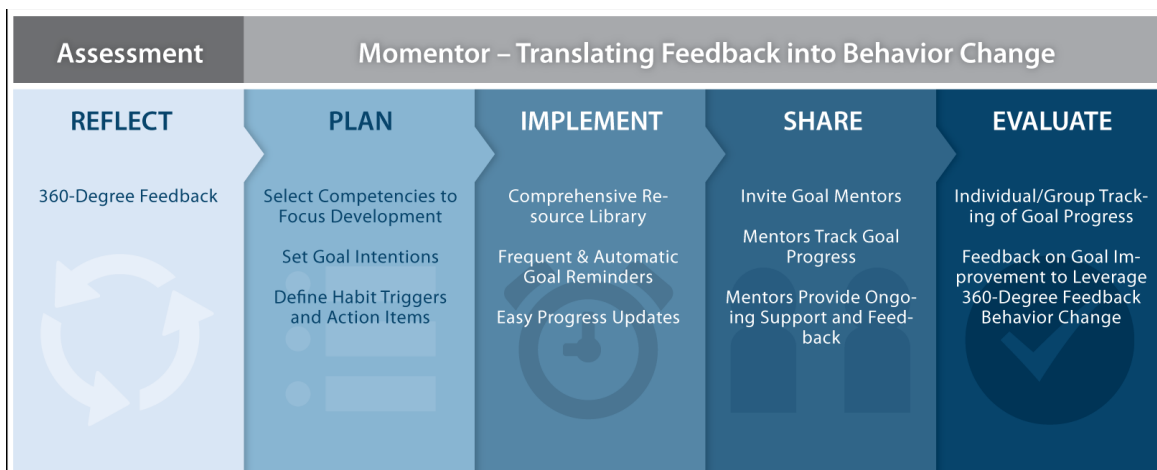 Assessment
Momentor – Translating Feedback into Behavior Change
REFLECT
360-Degree Feedback
PLAN
Select Competencies to
Focus Development
Set Goal Intentions
Define Habit Triggers
and Action Items
IMPLEMENT
Comprehensive Re-
source Library
Frequent & Automatic
Goal Reminders
Easy Progress Updates
SHARE
Invite Goal Mentors
Mentors Track Goal
Progress
Mentors Provide Ongo-
ing Support and Feed-
back
EVALUATE
Individual/Group Track-
ing of Goal Progress
Feedback on Goal Im-
provement to Leverage
360-Degree Feedback
Behavior Change